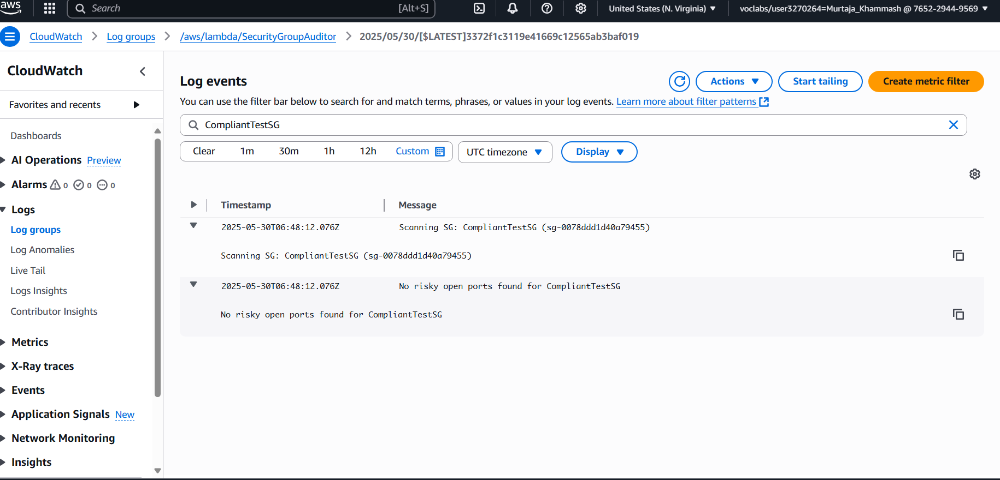 aws
Search [Alt+S] United States (N. Virginia) voclabs/user3270264=Murtaja_Khammash @ 7652-2944-9569
CloudWatch Log groups /aws/lambda/SecurityGroupAuditor 2025/05/30/[$LATEST]3372f1c3119e41669c12565ab3baf019
CloudWatch
Favorites and recents
Dashboards
AI Operations Preview
Alarms 0 0 0
Logs
Log groups
Log Anomalies
Live Tail
Logs Insights
Contributor Insights
Metrics
X-Ray traces
Events
Application Signals New
Network Monitoring
Insights
Log events
Actions Start tailing Create metric filter
You can use the filter bar below to search for and match terms, phrases, or values in your log events. Learn more about filter patterns
CompliantTestSG
Clear 1m 30m 1h 12h Custom UTC timezone Display
Timestamp Message
2025-05-30T06:48:12.076Z Scanning SG: CompliantTestSG (sg-0078ddd1d40a79455)
Scanning SG: CompliantTestSG (sg-0078ddd1d40a79455)
2025-05-30T06:48:12.076Z No risky open ports found for CompliantTestSG
No risky open ports found for CompliantTestSG